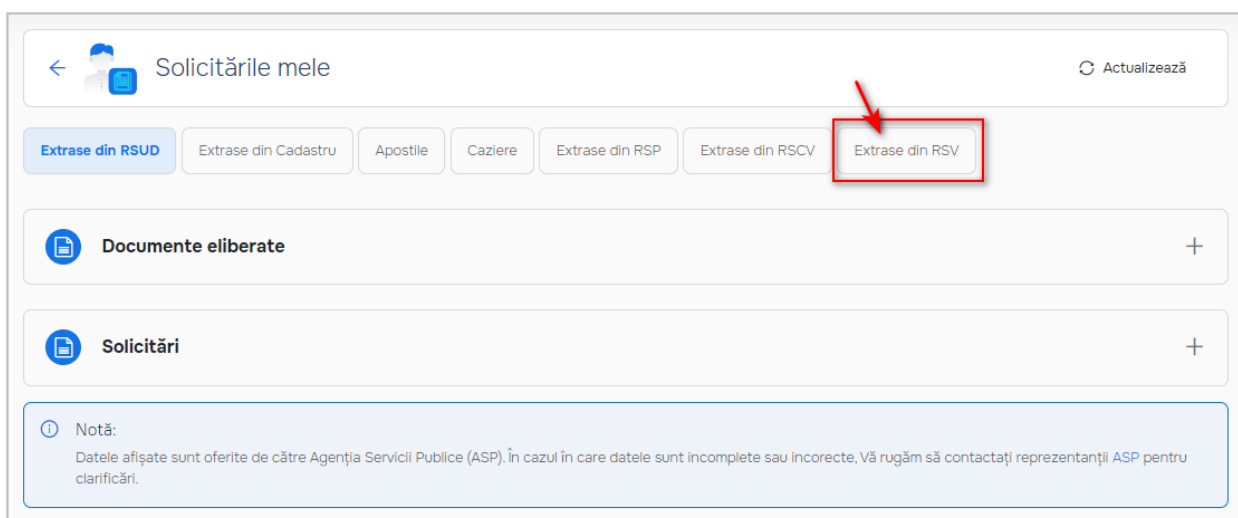 Solicitările mele
Actualizează
Extrase din RSUD
Extrase din Cadastru
Apostile
Caziere
Extrase din RSP
Extrase din RSCV
Extrase din RSV
Documente eliberate
Solicitări
Notă:
Datele afișate sunt oferite de către Agenția Servicii Publice (ASP). În cazul în care datele sunt incomplete sau incorecte, Vă rugăm să contactați reprezentanții ASP pentru
clarificări.